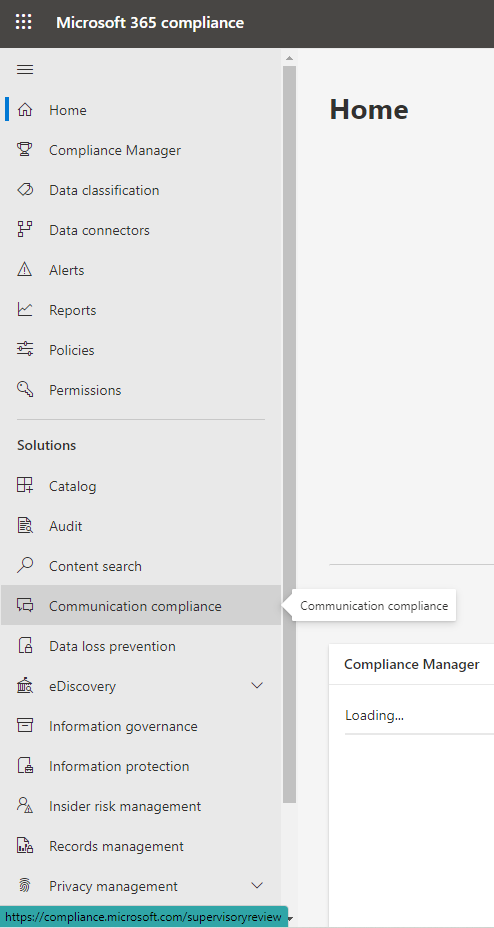 Microsoft 365 compliance
Home
Compliance Manager
Data classification
Data connectors
Alerts
Reports
Policies
Permissions
Solutions
Catalog
Audit
Content search
Communication compliance
Data loss prevention
eDiscovery
Information governance
Information protection
Insider risk management
Records management
Privacy management
https://compliance.microsoft.com/supervisoryreview
Home
Communication compliance
Compliance Manager
Loading...